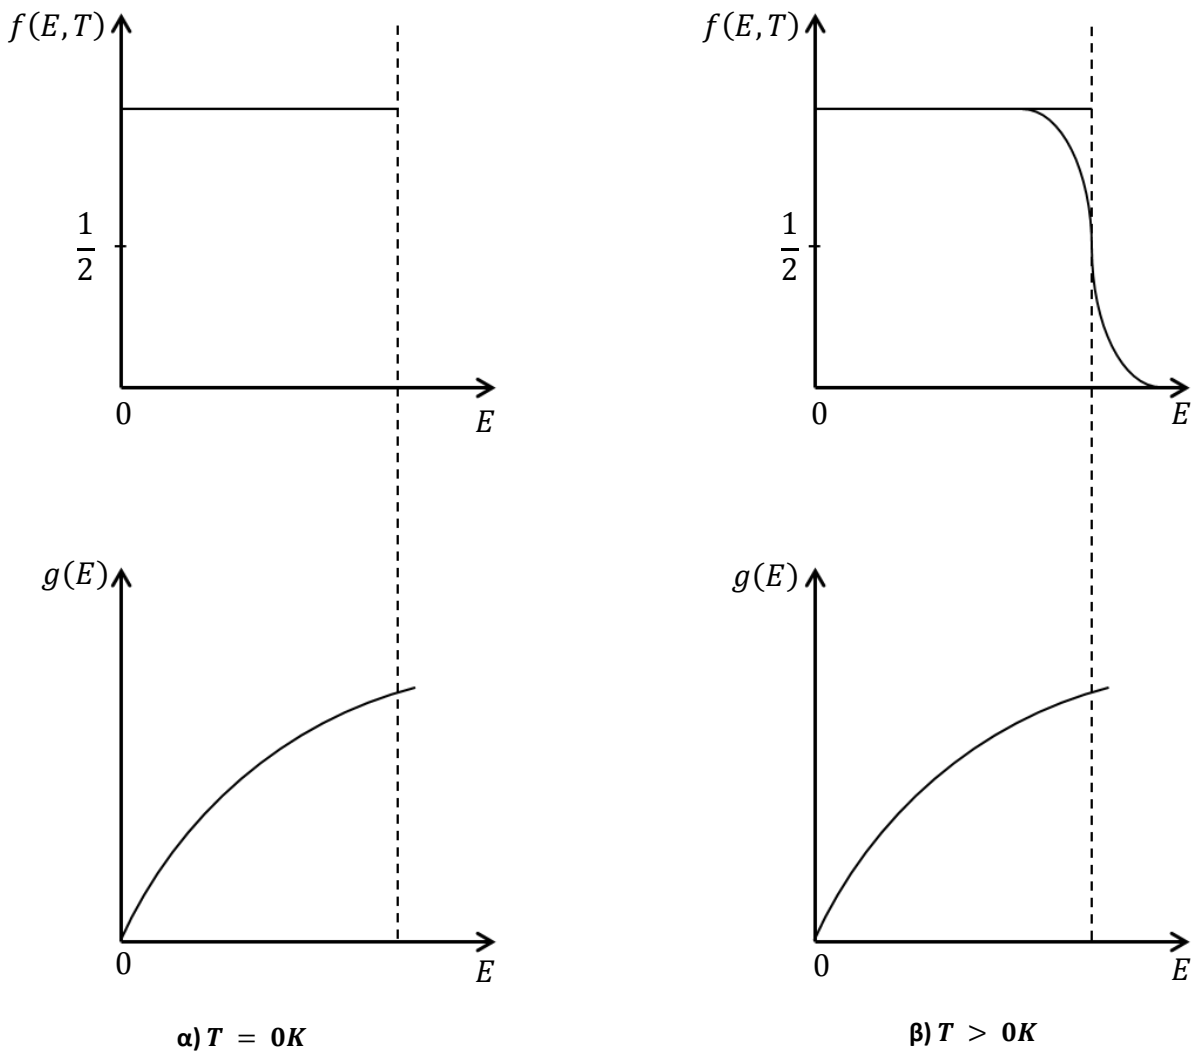 f(E, T)
1
2
0
E
f(E, T)
1
2
0
E
g(E)
0
E
g(E)
0
E
α) T = 0K
β) T > 0K